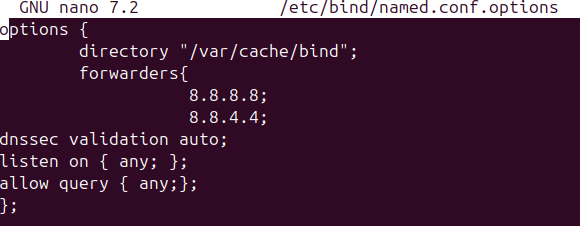 GNU nano 7.2 /etc/bind/named.conf.options
options {
directory "/var/cache/bind";
forwarders{
8.8.8.8;
8.8.4.4;
dnssec validation auto;
listen on { any; };
allow query { any;};
};